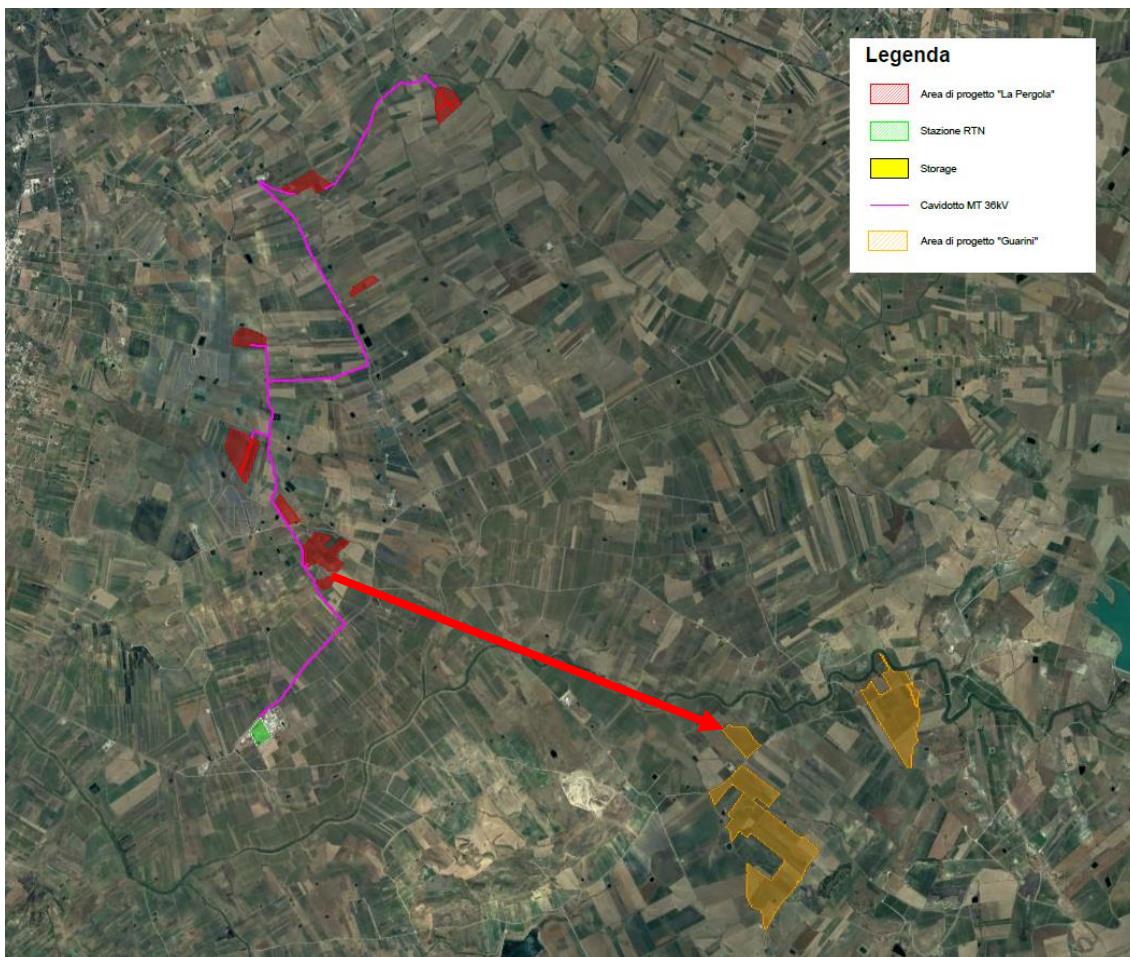 Legenda
Area di progetto "La Pergola"
Stazione RTN
Storage
Cavidotto MT 36kV
Area di progetto "Guarini"